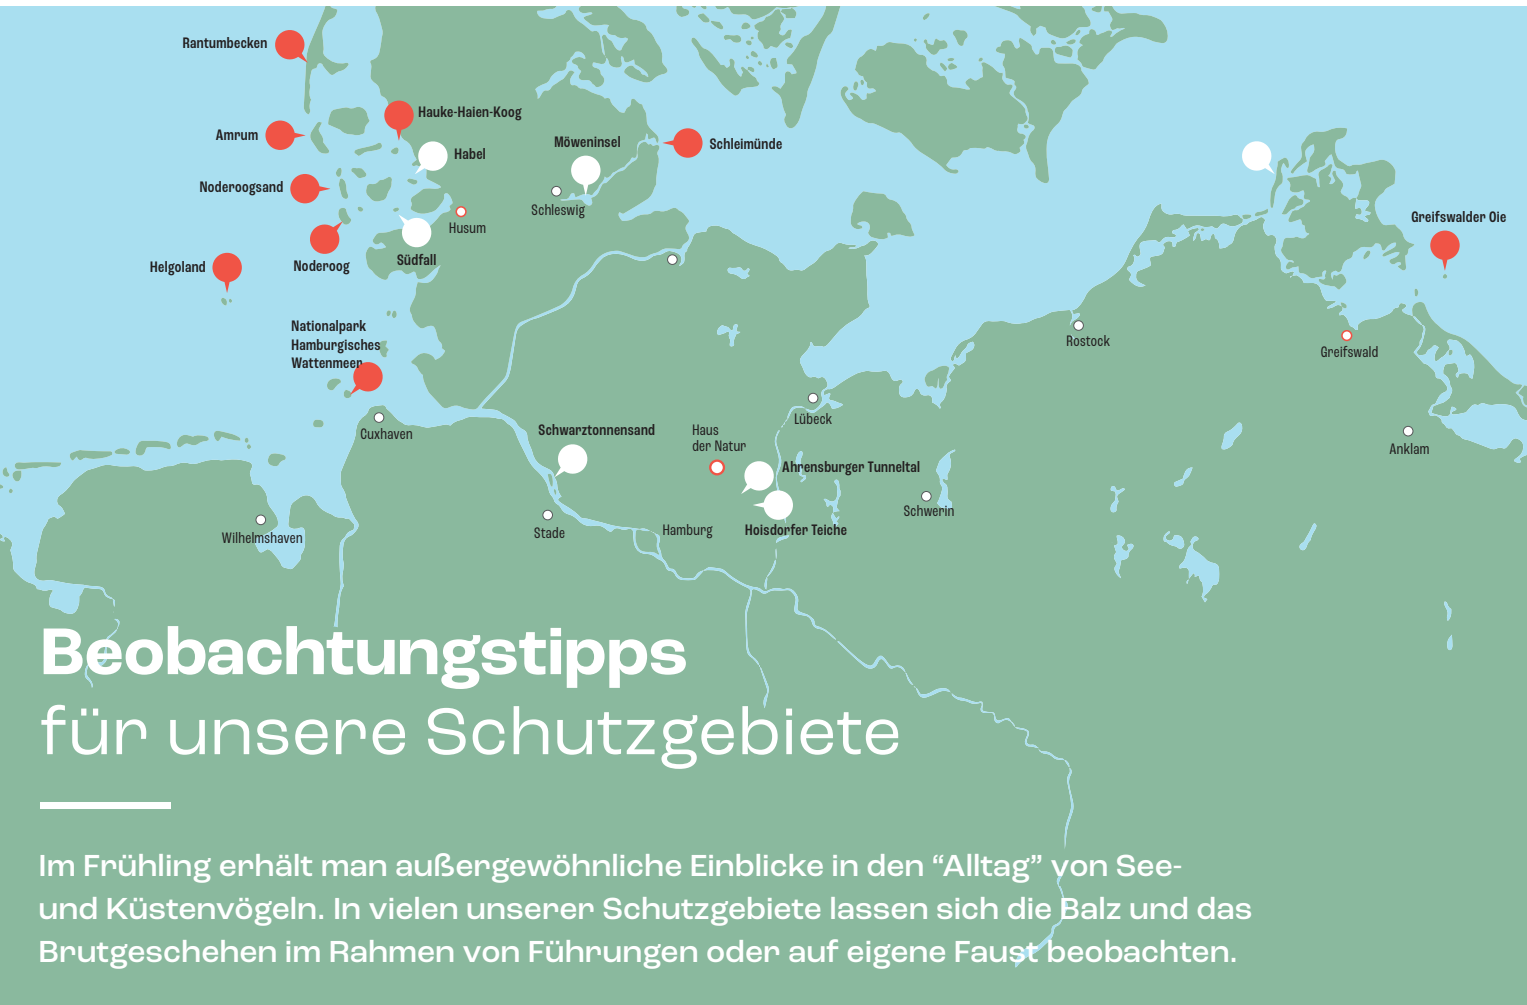 Rantumbecken
Hauke-Haien-Koog
Amrum
Möweninsel
Schleimünde
Habel
Noderoogsand
Schleswig
Husum
Greifswalder Oie
Südfall
Noderoog
Helgoland
Nationalpark
Hamburgisches
Wattenmeer
Rostock
Greifswald
Lübeck
Cuxhaven
Schwarztonnensand
Haus
der Natur
Anklam
Ahrensburger Tunneltal
Schwerin
Wilhelmshaven
Stade
Hamburg
Hoisdorfer Teiche
Beobachtungstipps
für unsere Schutzgebiete
Im Frühling erhält man außergewöhnliche Einblicke in den “Alltag” von See-
und Küstenvögeln. In vielen unserer Schutzgebiete lassen sich die Balz und das
Brutgeschehen im Rahmen von Führungen oder auf eigene Faust beobachten.